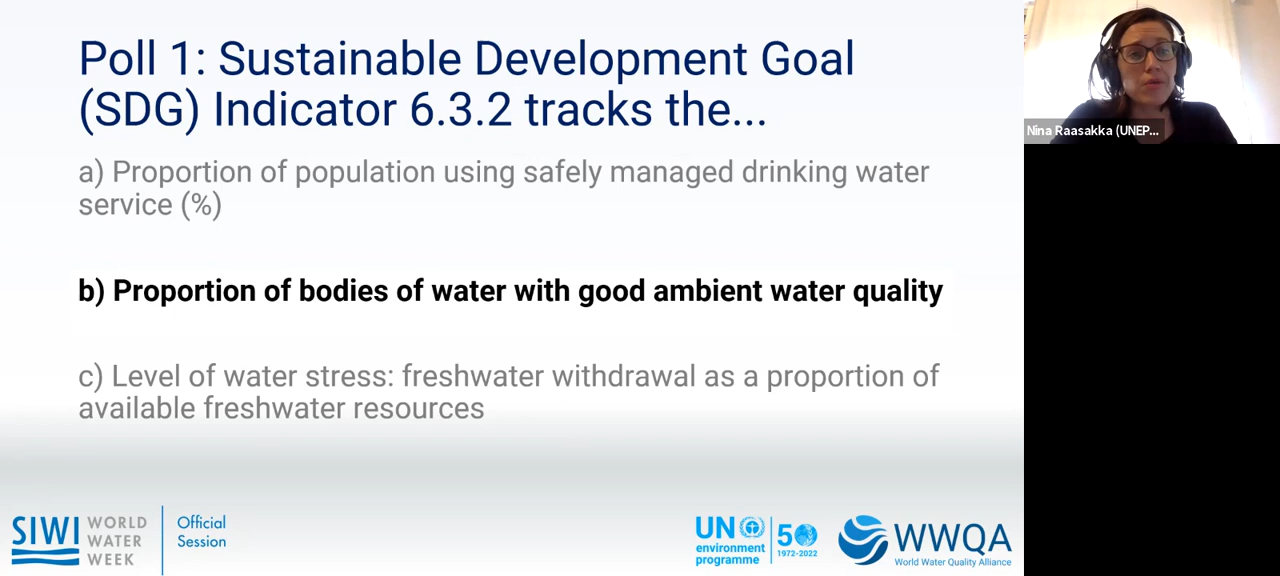 Poll 1: Sustainable Development Goal
(SDG) Indicator 6.3.2 tracks the...
a) Proportion of population using safely managed drinking water
service (%)
b) Proportion of bodies of water with good ambient water quality
c) Level of water stress: freshwater withdrawal as a proportion of
available freshwater resources
Nina Raasakka (UNEP...
SIWI
WORLD
WATER
WEEK
Official
Session
UN
environment
programme
50
1972-2022
WWQA
World Water Quality Alliance